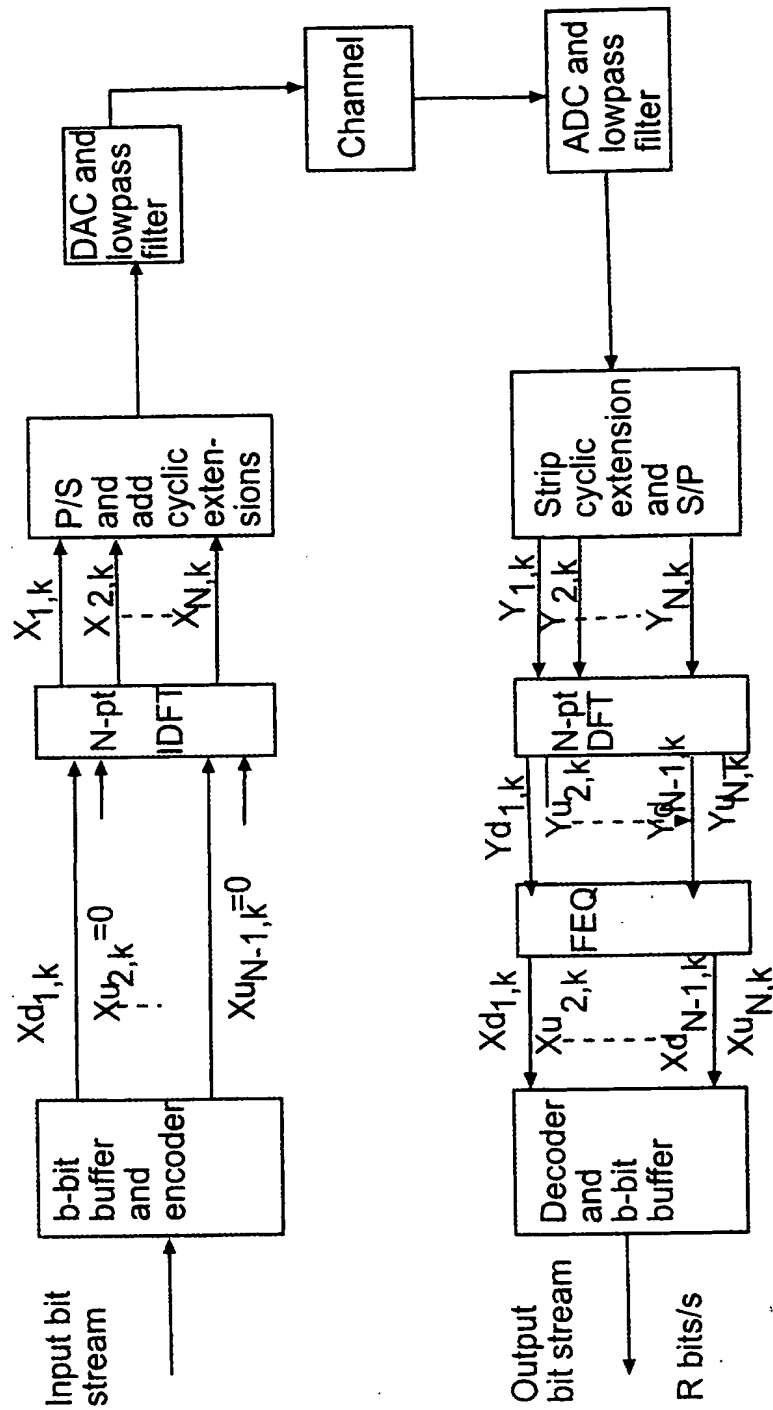 Input bit
stream
b-bit
buffer
and
encoder
Xd1,k
Xu2,k=0
XuN-1,k=0
N-pt
IDFT
X1,k
X2,k
XN,k
P/S
and
add
cyclic
exten-
sions
DAC and
lowpass
filter
Channel
ADC and
lowpass
filter
Strip
cyclic
extension
and
S/P
Y1,k
Y2,k
YN,k
N-pt
DFT
Yd1,k
Yu2,k
YdN-1,k
YuN,k
FEQ
Xd1,k
Xu2,k
XdN-1,k
XuN,k
Decoder
and
b-bit
buffer
Output
bit stream
R bits/s